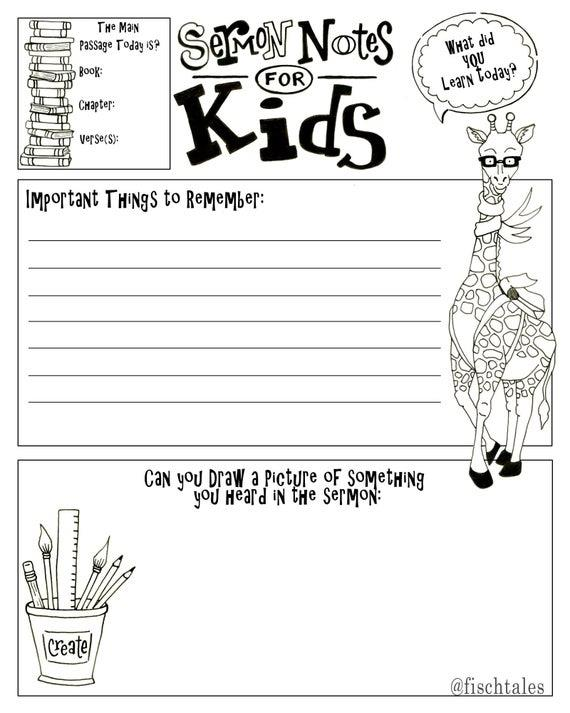 The Main
Passage Today is?
Book:
Chapter:
Verse(s):
Sermon Notes
FOR
Kids
What did
YOU
Learn today?
Important Things to Remember:
Can you Draw a Picture of Something
you Heard in the Sermon:
Create
@fischtales